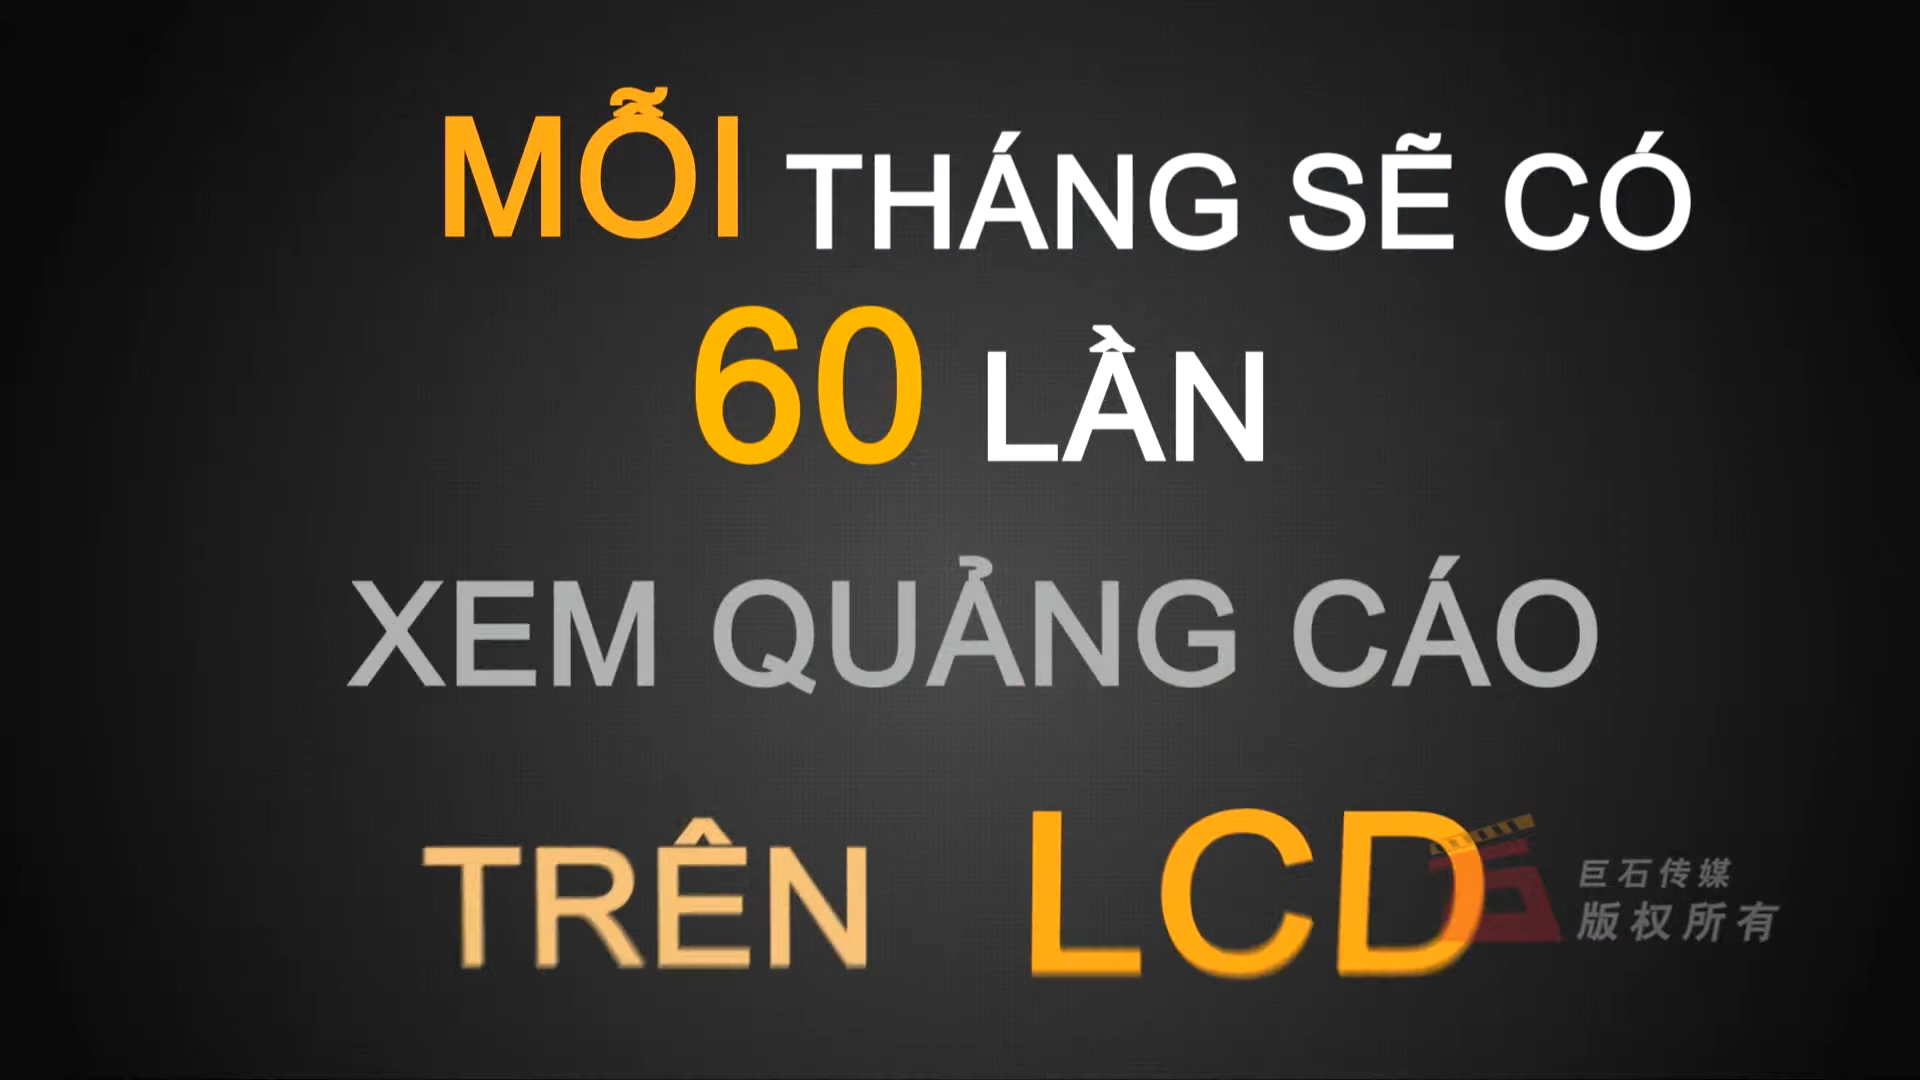 MỖI THÁNG SẼ CÓ
60 LẦN
XEM QUẢNG CÁO
TRÊN LCD
巨石传媒
版权所有